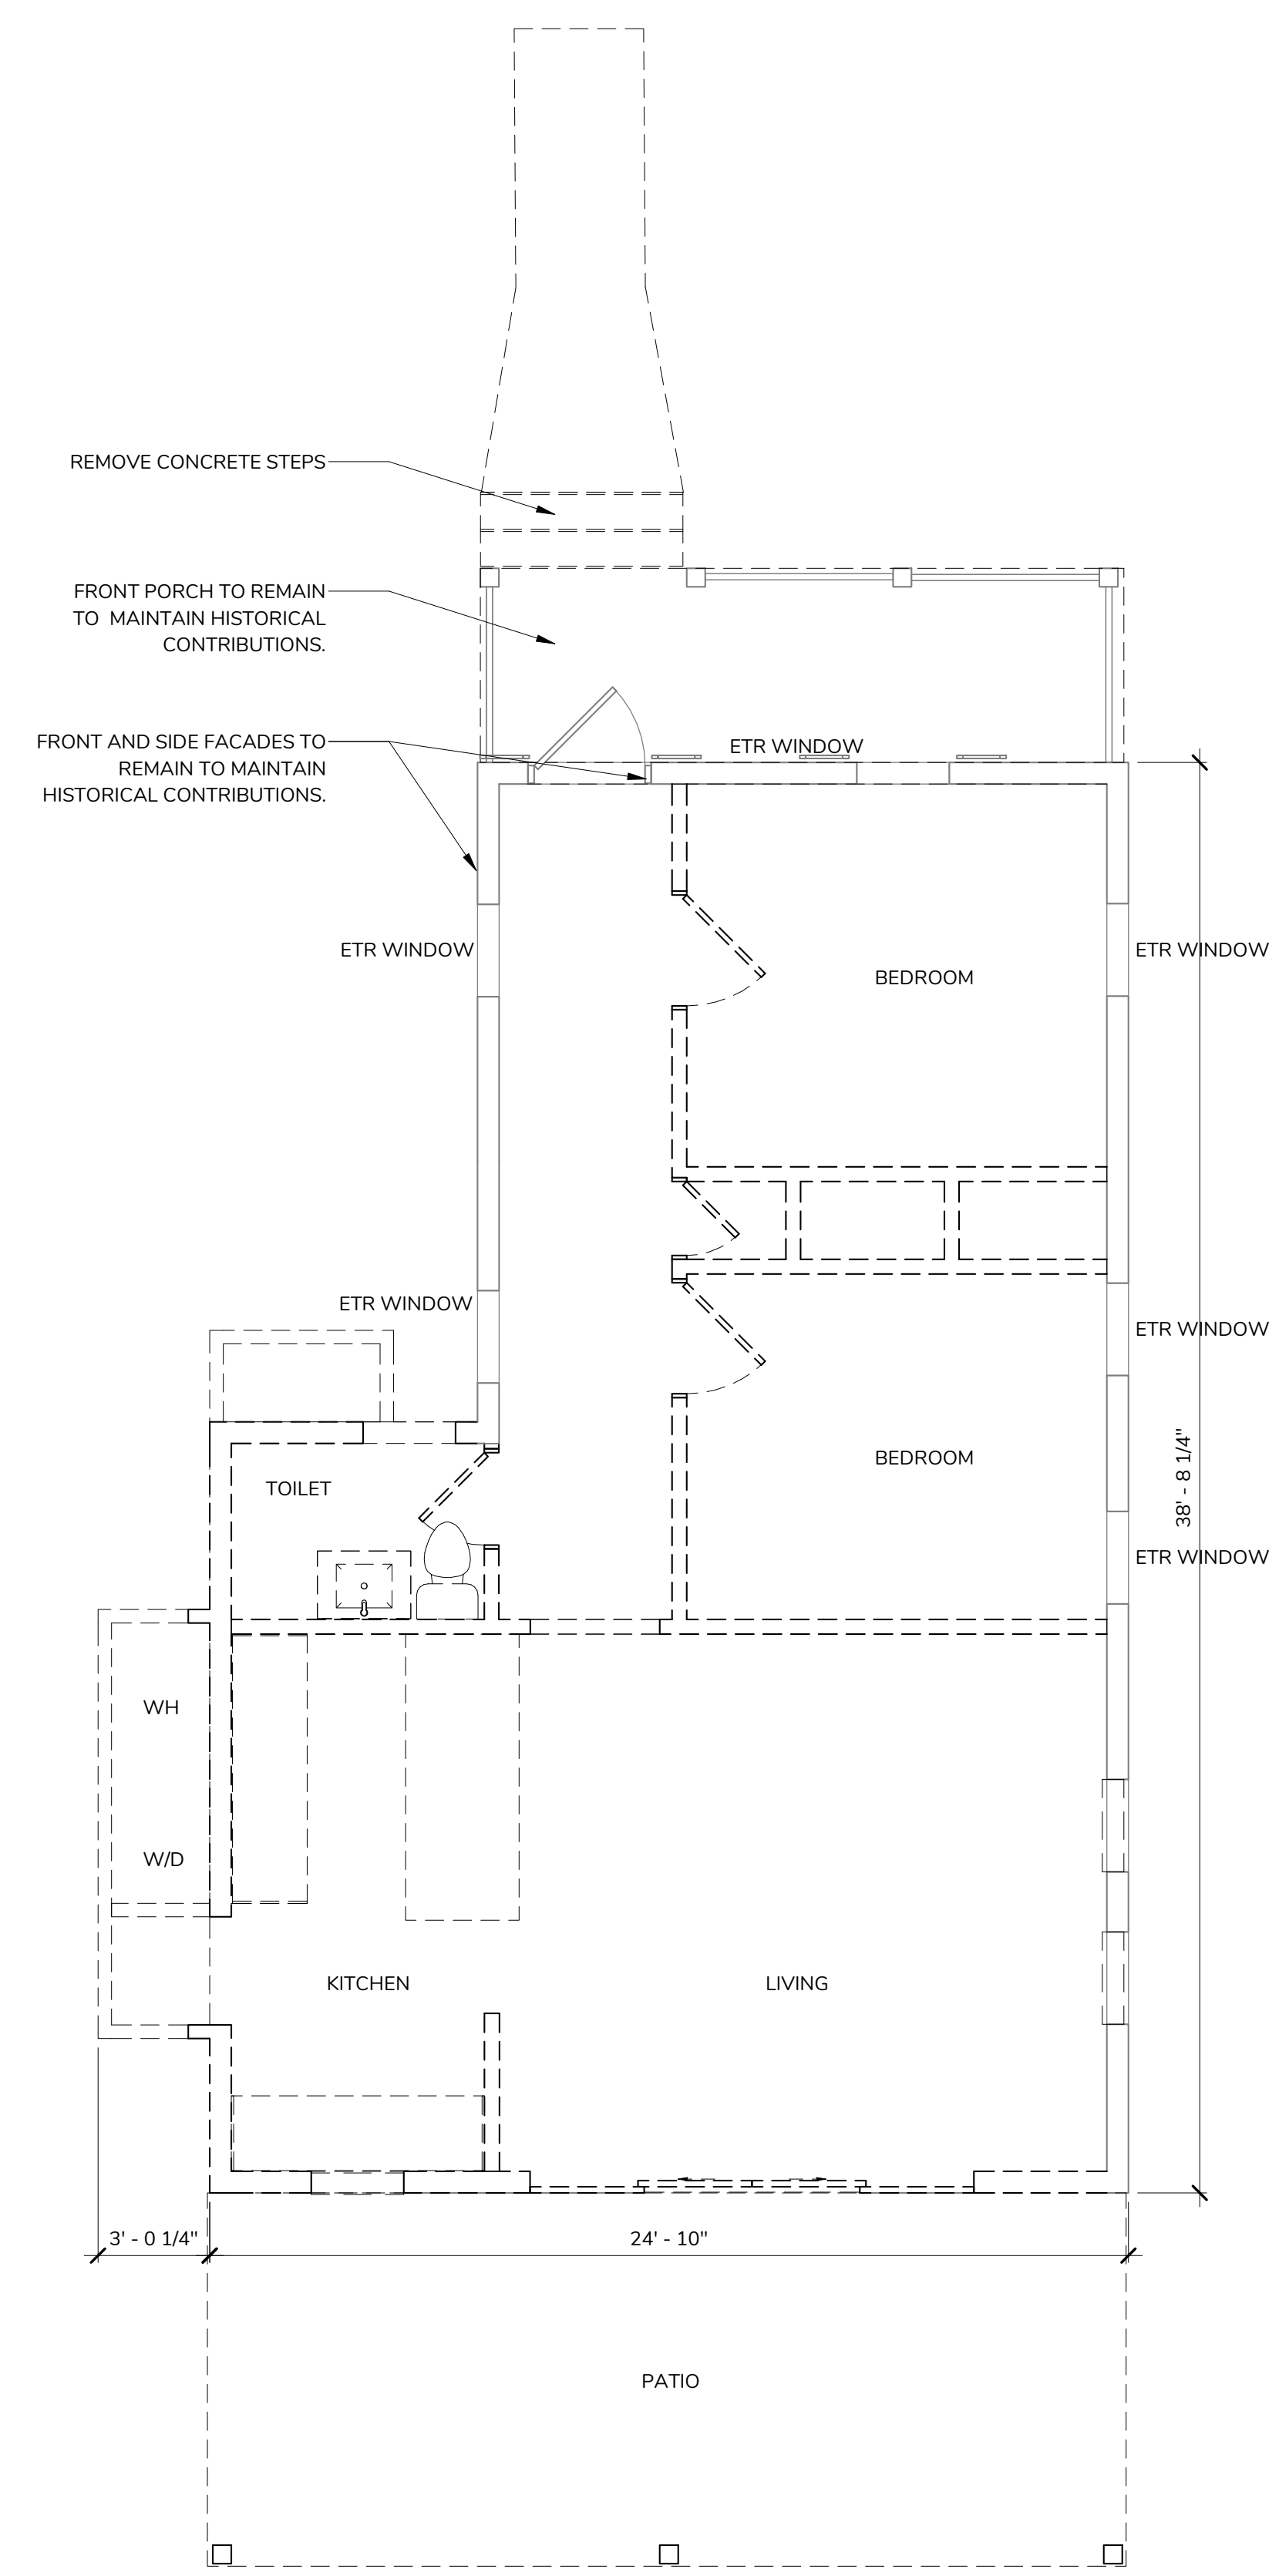 REMOVE CONCRETE STEPS
FRONT PORCH TO REMAIN
TO MAINTAIN HISTORICAL
CONTRIBUTIONS.
FRONT AND SIDE FACADES TO
REMAIN TO MAINTAIN
HISTORICAL CONTRIBUTIONS.
ETR WINDOW
ETR WINDOW
ETR WINDOW
BEDROOM
ETR WINDOW
ETR WINDOW
BEDROOM
38' - 8 1/4"
TOILET
ETR WINDOW
WH
W/D
KITCHEN
LIVING
3' - 0 1/4"
24' - 10"
PATIO